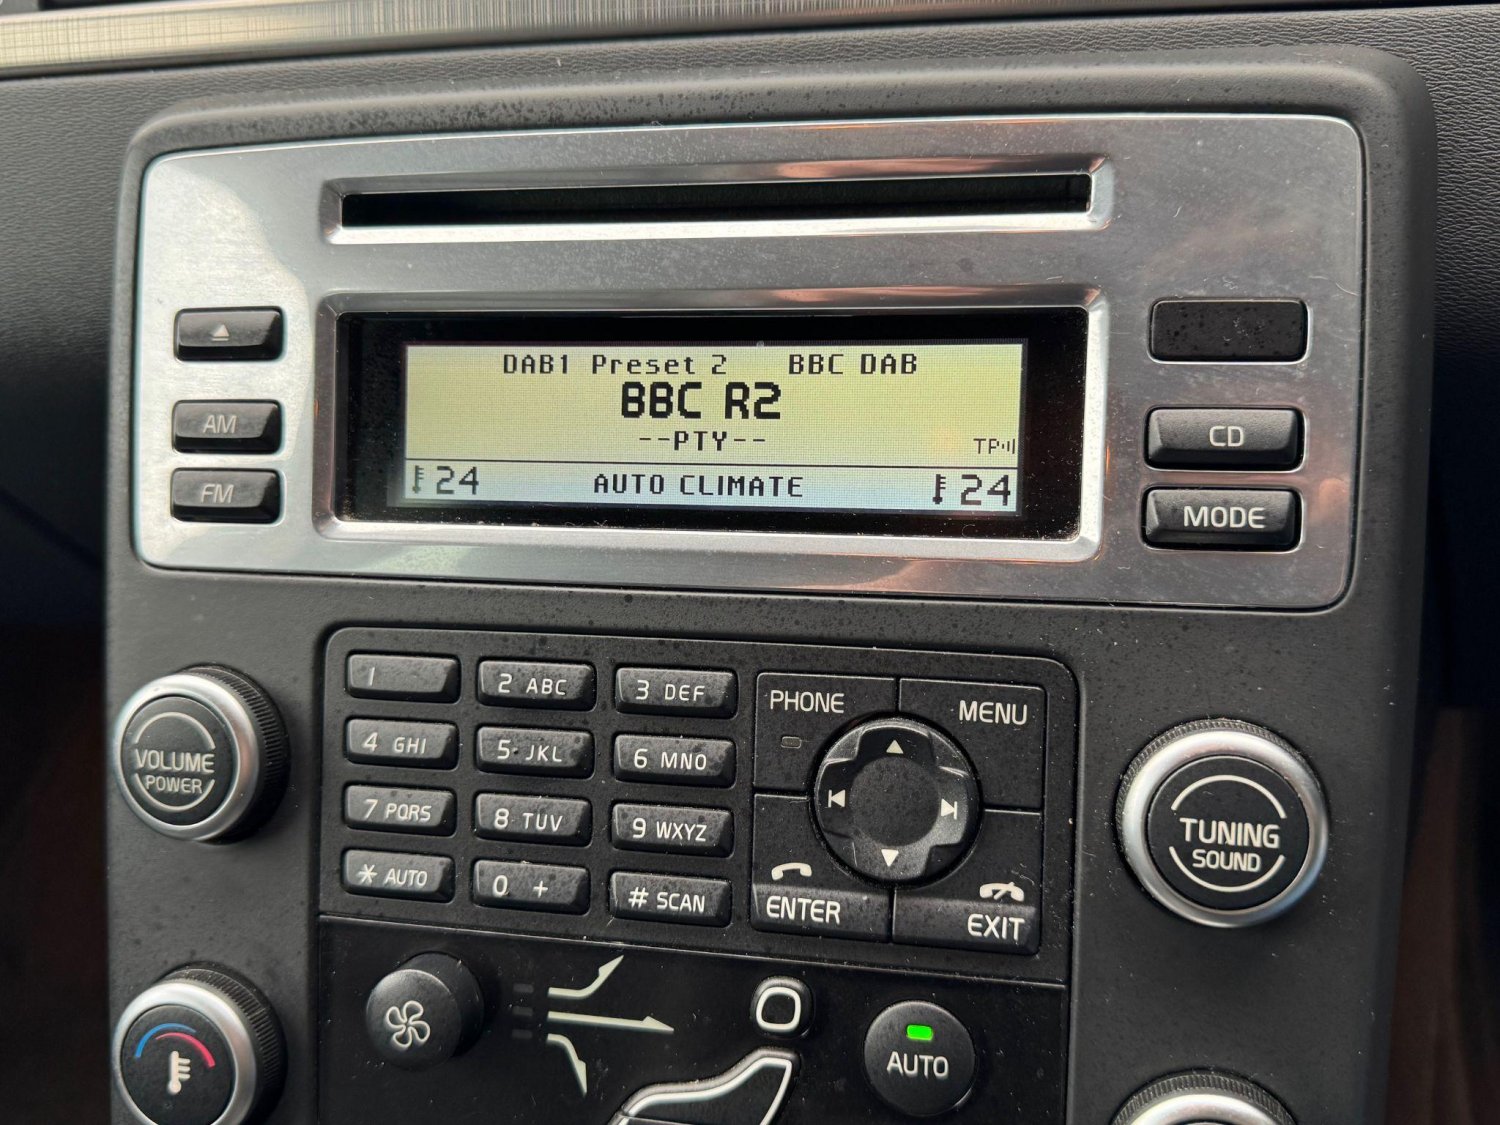 DAB1 Preset 2 BBC DAB
BBC R2
--PTY--
TP
24 AUTO CLIMATE 24
AM
FM
CD
MODE
1
2 ABC
3 DEF
4 GHI
5 JKL
6 MNO
7 PQRS
8 TUV
9 WXYZ
* AUTO
0 +
# SCAN
PHONE
MENU
ENTER
EXIT
VOLUME
POWER
TUNING
SOUND
AUTO